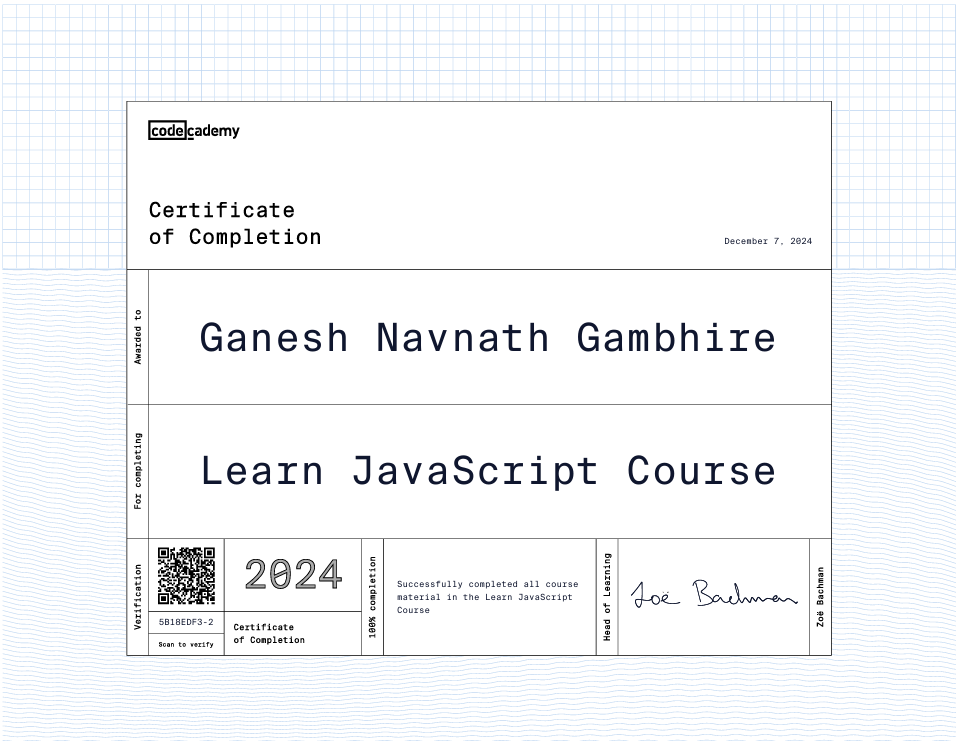 codecademy
Certificate
of Completion
December 7, 2024
Awarded to
Ganesh Navnath Gambhire
For completing
Learn JavaScript Course
Verification
5B18EDF3-2
Scan to verify
2024
Certificate
of Completion
100% completion
Successfully completed all course
material in the Learn JavaScript
Course
Head of Learning
Zoë Bachman
Zoë Bachman